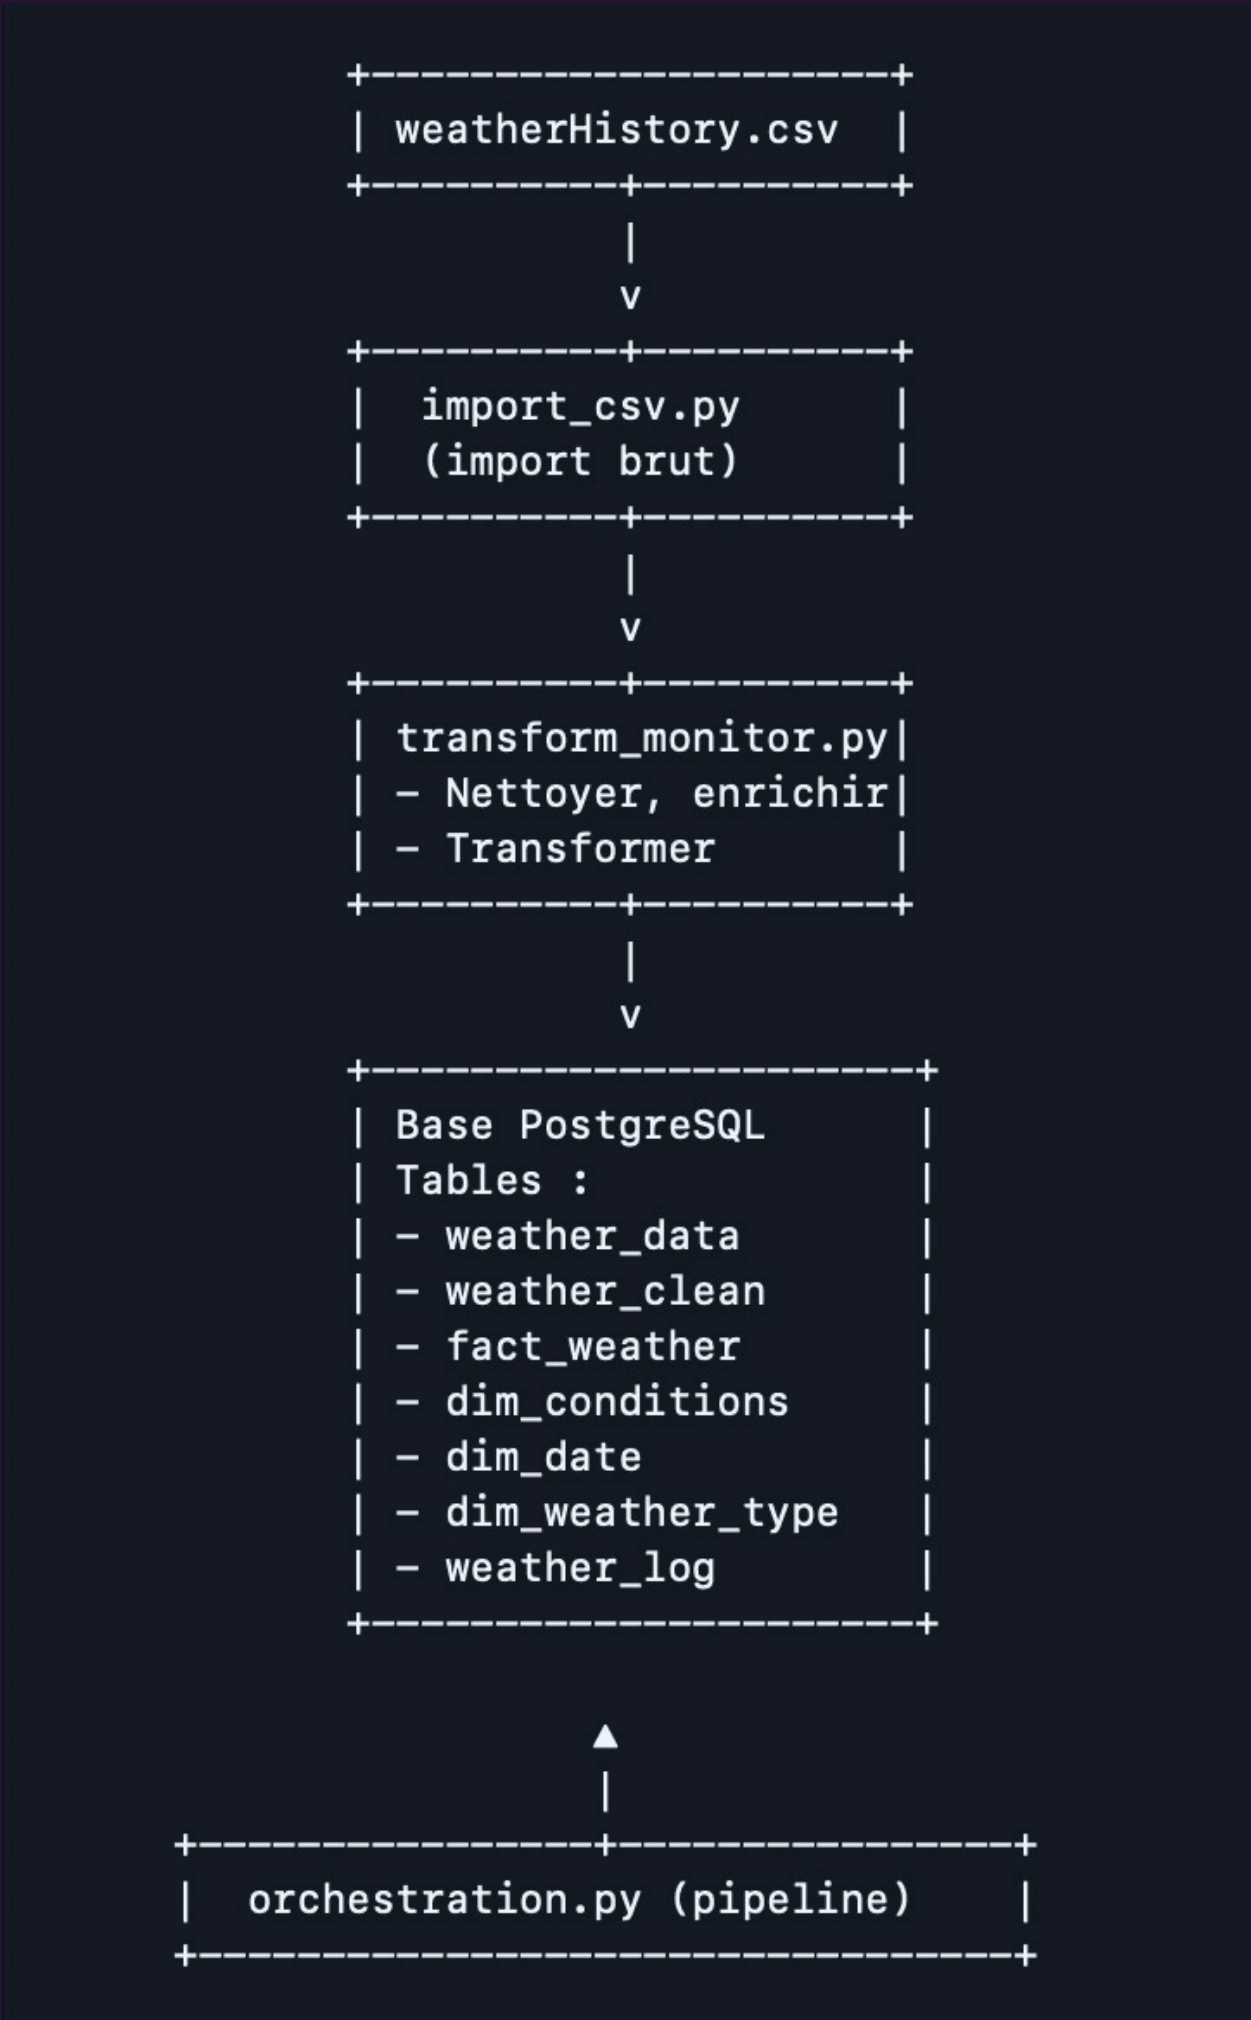 +---------------------+
| weatherHistory.csv  |
+----------+----------+
|
v
+----------+----------+
|  import_csv.py      |
|  (import brut)      |
+----------+----------+
|
v
+----------+----------+
| transform_monitor.py|
| - Nettoyer, enrichir|
| - Transformer       |
+----------+----------+
|
v
+----------------------+
| Base PostgreSQL      |
| Tables :             |
| - weather_data       |
| - weather_clean      |
| - fact_weather       |
| - dim_conditions     |
| - dim_date           |
| - dim_weather_type   |
| - weather_log        |
+----------------------+
▲
|
+----------------+----------------+
|  orchestration.py (pipeline)    |
+---------------------------------+